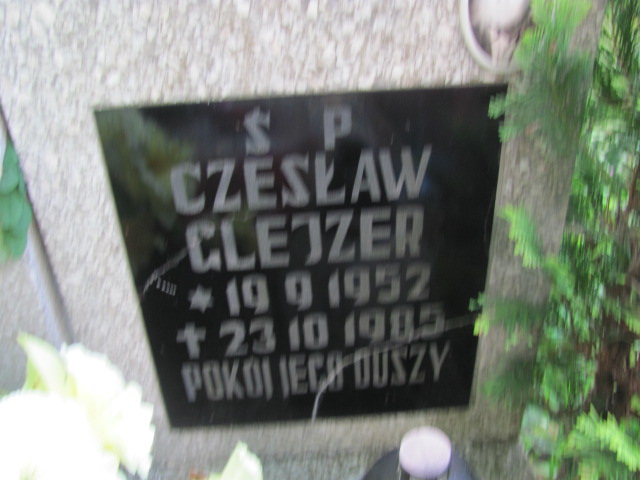 Ś P
CZESŁAW
GLEJZER
* 19 9 1952
† 23 10 1985
POKÓJ JEGO DUSZY